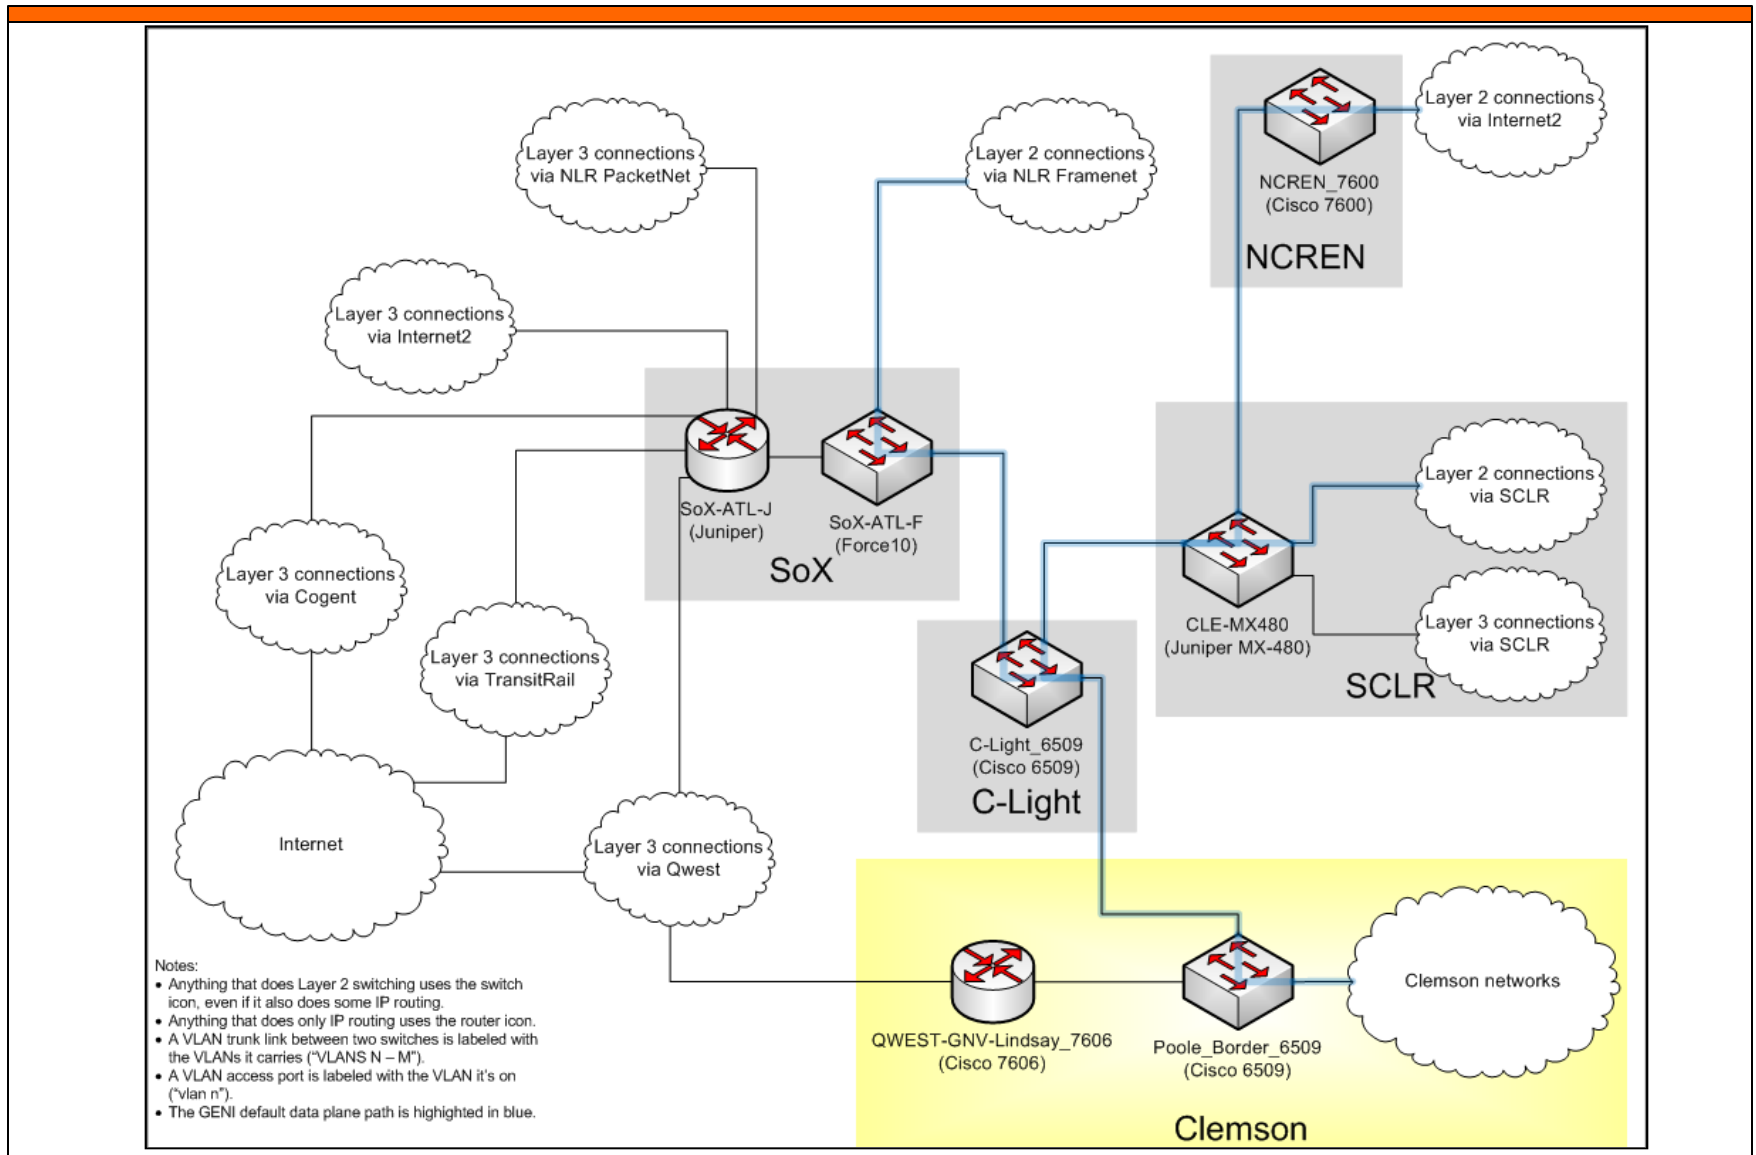 Layer 2 connections
via Internet2
NCREN_7600
(Cisco 7600)
NCREN
Layer 3 connections
via NLR PacketNet
Layer 2 connections
via NLR Framenet
Layer 3 connections
via Internet2
SoX-ATL-J
(Juniper)
SoX-ATL-F
(Force10)
SoX
Layer 2 connections
via SCLR
CLE-MX480
(Juniper MX-480)
Layer 3 connections
via SCLR
SCLR
Layer 3 connections
via Cogent
Layer 3 connections
via TransitRail
C-Light_6509
(Cisco 6509)
C-Light
Internet
Layer 3 connections
via Qwest
Clemson networks
QWEST-GNV-Lindsay_7606
(Cisco 7606)
Poole_Border_6509
(Cisco 6509)
Clemson
Notes:
• Anything that does Layer 2 switching uses the switch
icon, even if it also does some IP routing.
• Anything that does only IP routing uses the router icon.
• A VLAN trunk link between two switches is labeled with
the VLANs it carries (“VLANS N – M”).
• A VLAN access port is labeled with the VLAN it's on
(“vlan n”).
• The GENI default data plane path is highlighted in blue.